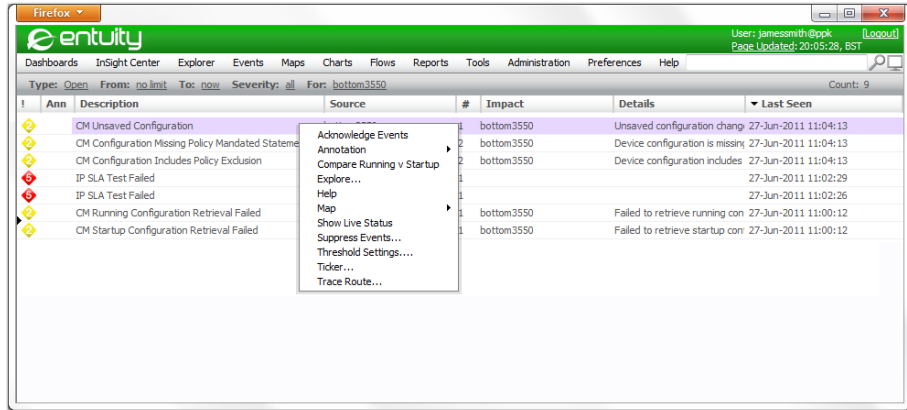 Firefox
entuity
User: jamessmith@ppk [Logout]
Page Updated: 20:05:28, BST
Dashboards InSight Center Explorer Events Maps Charts Flows Reports Tools Administration Preferences Help
Type: Open From: no limit To: now Severity: all For: bottom3550 Count: 9
! Ann Description Source # Impact Details Last Seen
2 CM Unsaved Configuration 1 bottom3550 Unsaved configuration chang 27-Jun-2011 11:04:13
2 CM Configuration Missing Policy Mandated Stateme 2 bottom3550 Device configuration is missing 27-Jun-2011 11:04:13
2 CM Configuration Includes Policy Exclusion 2 bottom3550 Device configuration includes 27-Jun-2011 11:04:13
5 IP SLA Test Failed 1 27-Jun-2011 11:02:29
5 IP SLA Test Failed 1 27-Jun-2011 11:02:26
2 CM Running Configuration Retrieval Failed 1 bottom3550 Failed to retrieve running con 27-Jun-2011 11:00:12
2 CM Startup Configuration Retrieval Failed 1 bottom3550 Failed to retrieve startup con 27-Jun-2011 11:00:12
Acknowledge Events
Annotation
Compare Running v Startup
Explore...
Help
Map
Show Live Status
Suppress Events...
Threshold Settings....
Ticker...
Trace Route...